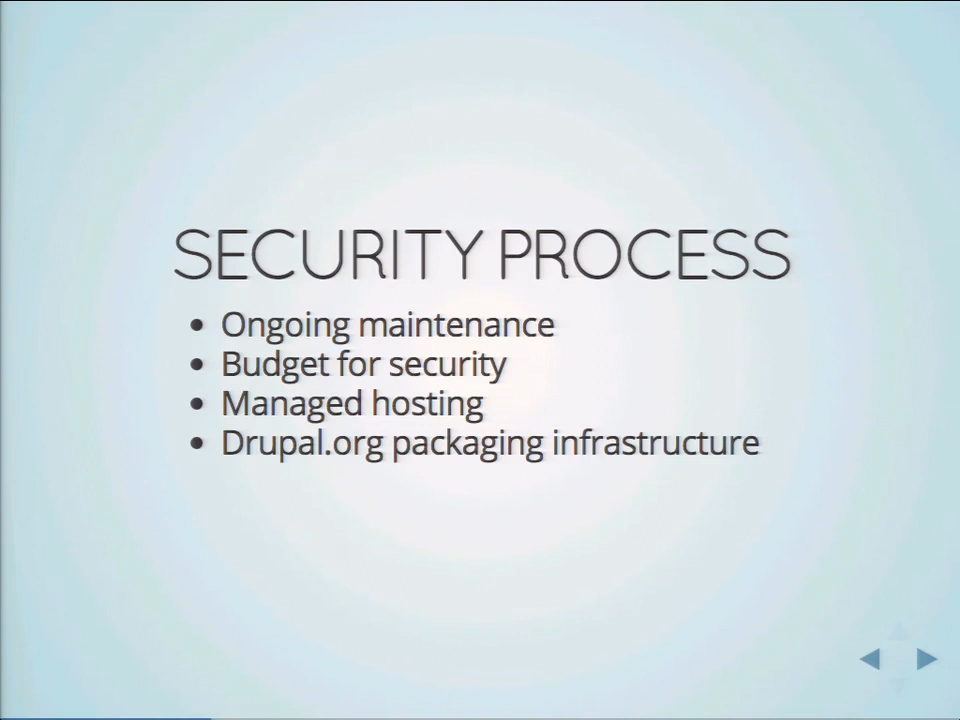 SECURITY PROCESS
• Ongoing maintenance
• Budget for security
• Managed hosting
• Drupal.org packaging infrastructure